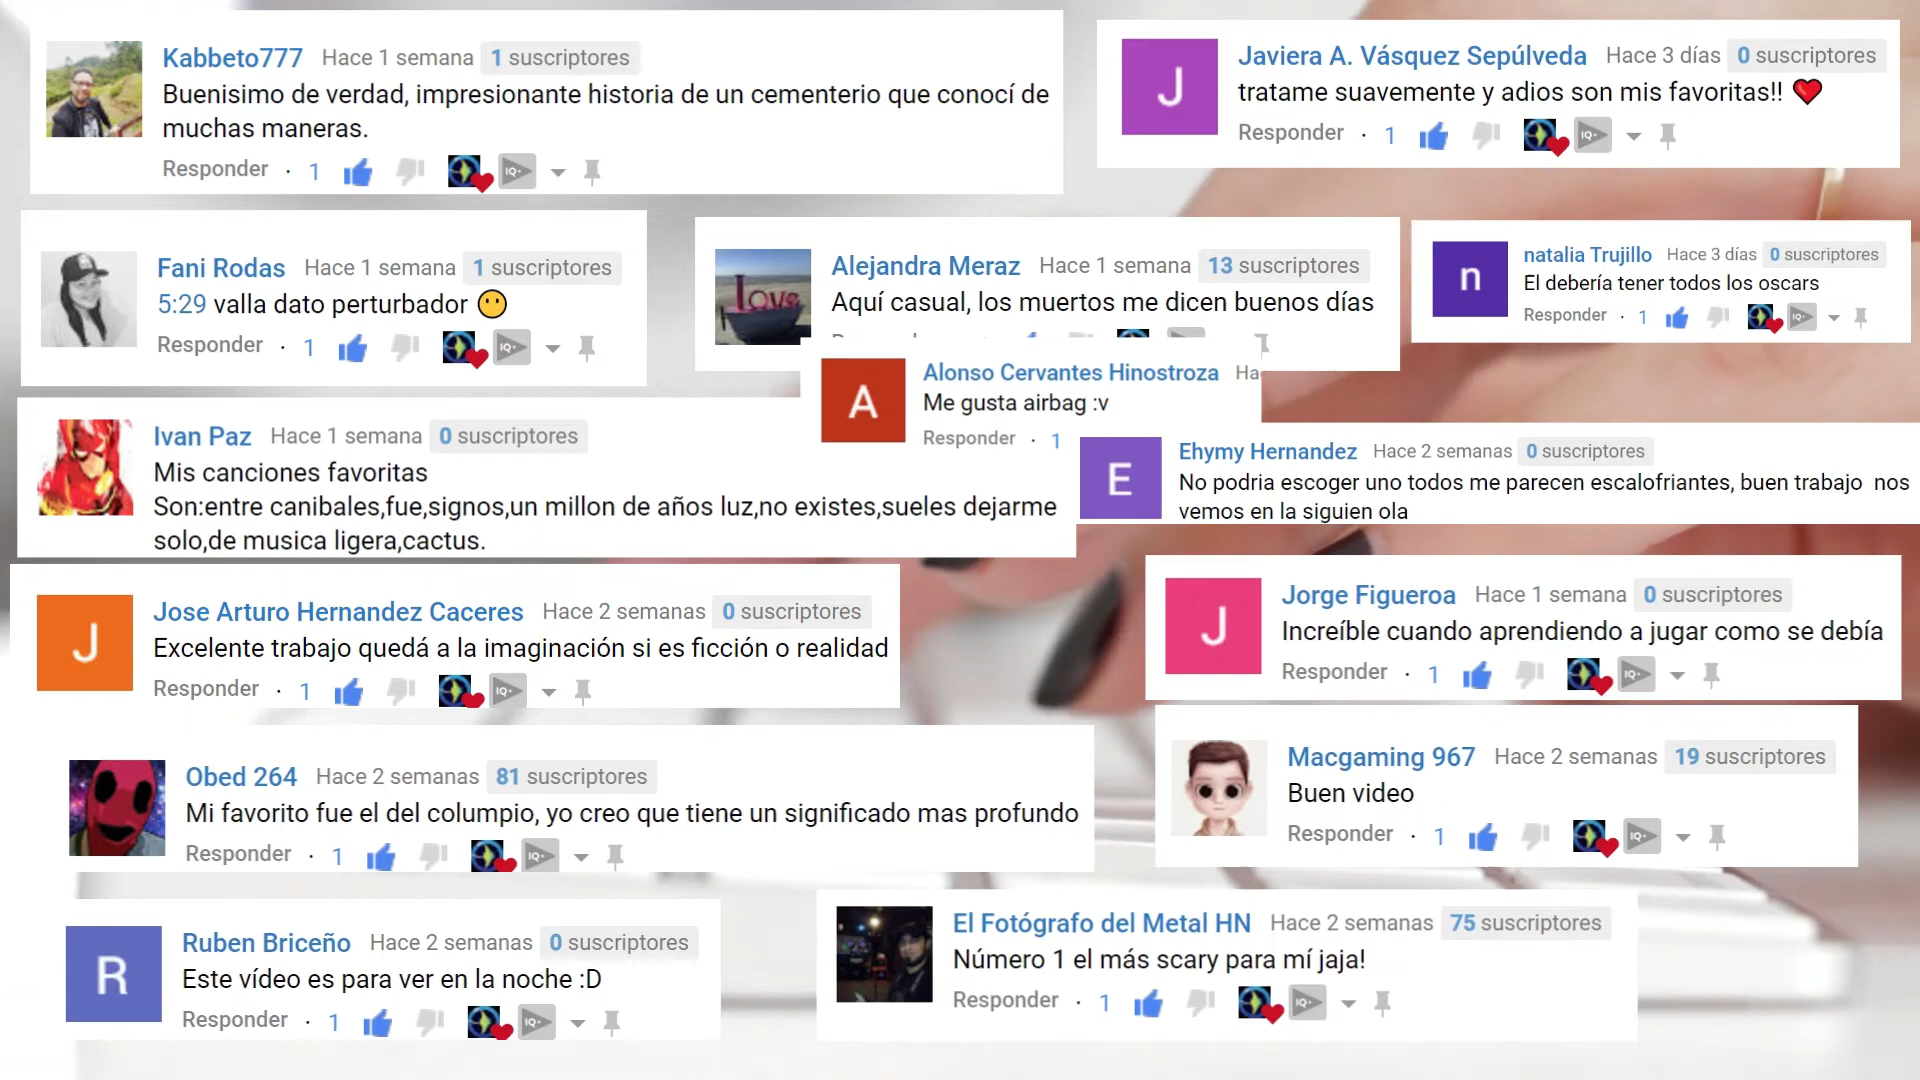 Kabbeto777 Hace 1 semana 1 suscriptores
Buenisimo de verdad, impresionante historia de un cementerio que conocí de
muchas maneras.
Responder · 1 IQ+
J
Javiera A. Vásquez Sepúlveda Hace 3 días 0 suscriptores
tratame suavemente y adios son mis favoritas!! ❤️
Responder · 1 IQ+
Fani Rodas Hace 1 semana 1 suscriptores
5:29 valla dato perturbador 😶
Responder · 1 IQ+
Love
Alejandra Meraz Hace 1 semana 13 suscriptores
Aquí casual, los muertos me dicen buenos días
n
natalia Trujillo Hace 3 días 0 suscriptores
El debería tener todos los oscars
Responder · 1 IQ+
A
Alonso Cervantes Hinostroza Ha
Me gusta airbag :v
Responder · 1
Ivan Paz Hace 1 semana 0 suscriptores
Mis canciones favoritas
Son:entre canibales,fue,signos,un millon de años luz,no existes,sueles dejarme
solo,de musica ligera,cactus.
E
Ehymy Hernandez Hace 2 semanas 0 suscriptores
No podria escoger uno todos me parecen escalofriantes, buen trabajo nos
vemos en la siguien ola
J
Jose Arturo Hernandez Caceres Hace 2 semanas 0 suscriptores
Excelente trabajo quedá a la imaginación si es ficción o realidad
Responder · 1 IQ+
J
Jorge Figueroa Hace 1 semana 0 suscriptores
Increíble cuando aprendiendo a jugar como se debía
Responder · 1 IQ+
Obed 264 Hace 2 semanas 81 suscriptores
Mi favorito fue el del columpio, yo creo que tiene un significado mas profundo
Responder · 1 IQ+
Macgaming 967 Hace 2 semanas 19 suscriptores
Buen video
Responder · 1 IQ+
R
Ruben Briceño Hace 2 semanas 0 suscriptores
Este vídeo es para ver en la noche :D
Responder · 1 IQ+
El Fotógrafo del Metal HN Hace 2 semanas 75 suscriptores
Número 1 el más scary para mí jaja!
Responder · 1 IQ+